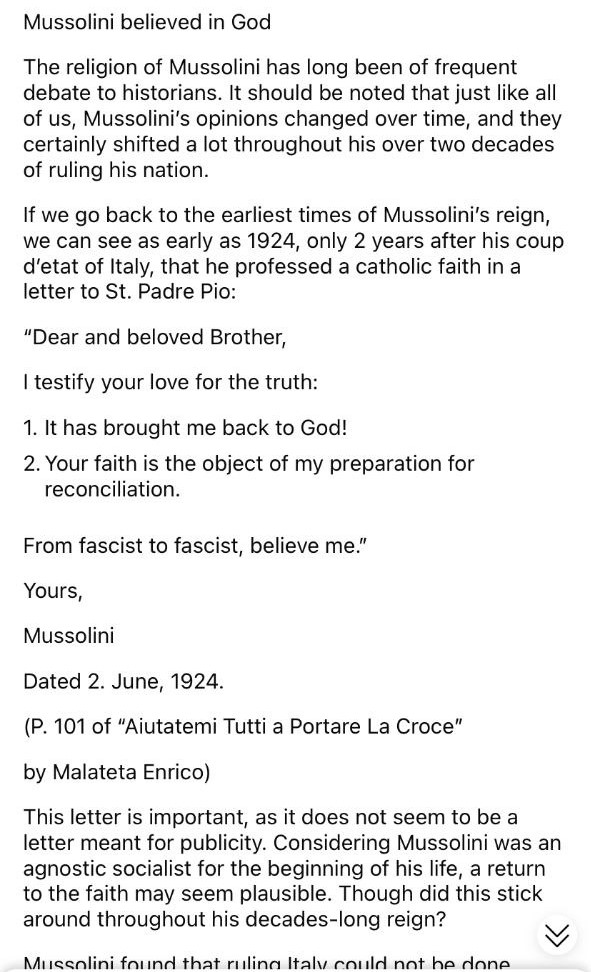 Mussolini believed in God
The religion of Mussolini has long been of frequent
debate to historians. It should be noted that just like all
of us, Mussolini’s opinions changed over time, and they
certainly shifted a lot throughout his over two decades
of ruling his nation.
If we go back to the earliest times of Mussolini’s reign,
we can see as early as 1924, only 2 years after his coup
d’etat of Italy, that he professed a catholic faith in a
letter to St. Padre Pio:
“Dear and beloved Brother,
I testify your love for the truth:
1. It has brought me back to God!
2. Your faith is the object of my preparation for
reconciliation.
From fascist to fascist, believe me.”
Yours,
Mussolini
Dated 2. June, 1924.
(P. 101 of “Aiutatemi Tutti a Portare La Croce”
by Malateta Enrico)
This letter is important, as it does not seem to be a
letter meant for publicity. Considering Mussolini was an
agnostic socialist for the beginning of his life, a return
to the faith may seem plausible. Though did this stick
around throughout his decades-long reign?
Mussolini found that ruling Italy could not be done